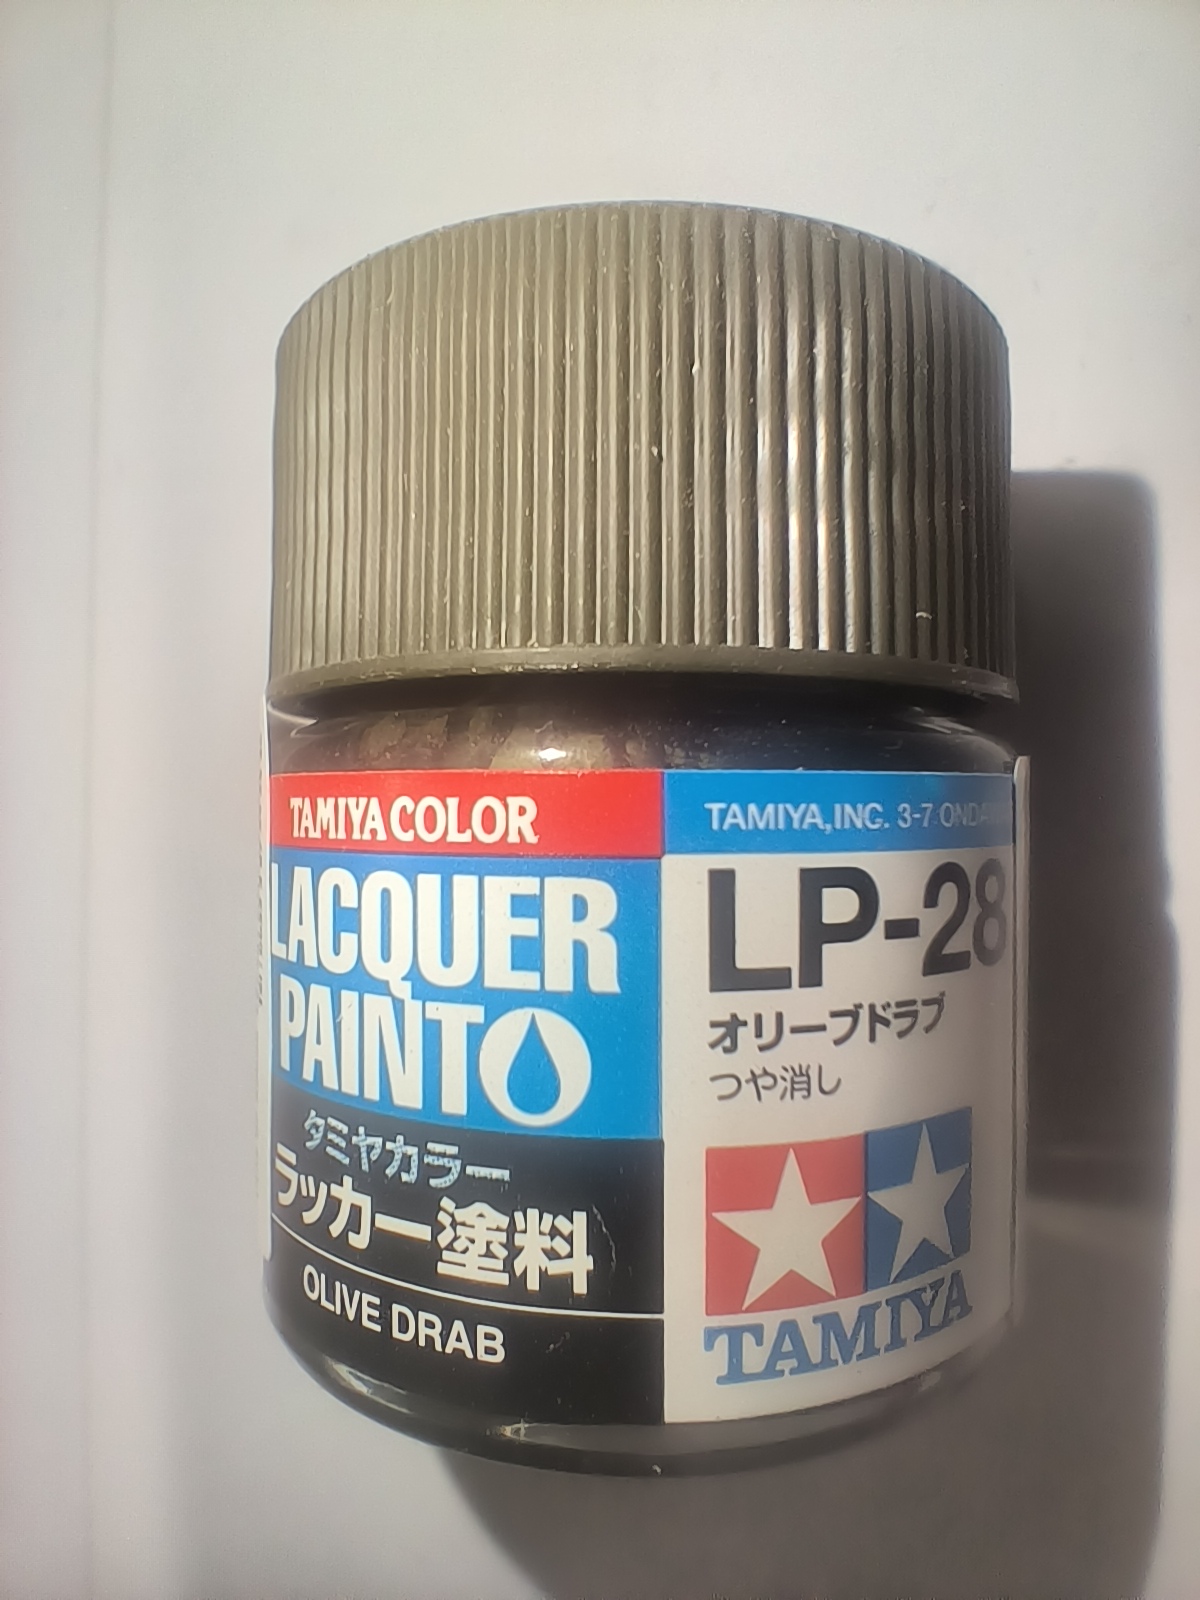 TAMIYA COLOR
LACQUER
PAINT
タミヤカラー
ラッカー塗料
OLIVE DRAB
TAMIYA, INC. 3-7
LP-28
オリーブドラブ
つや消し
TAMIYA